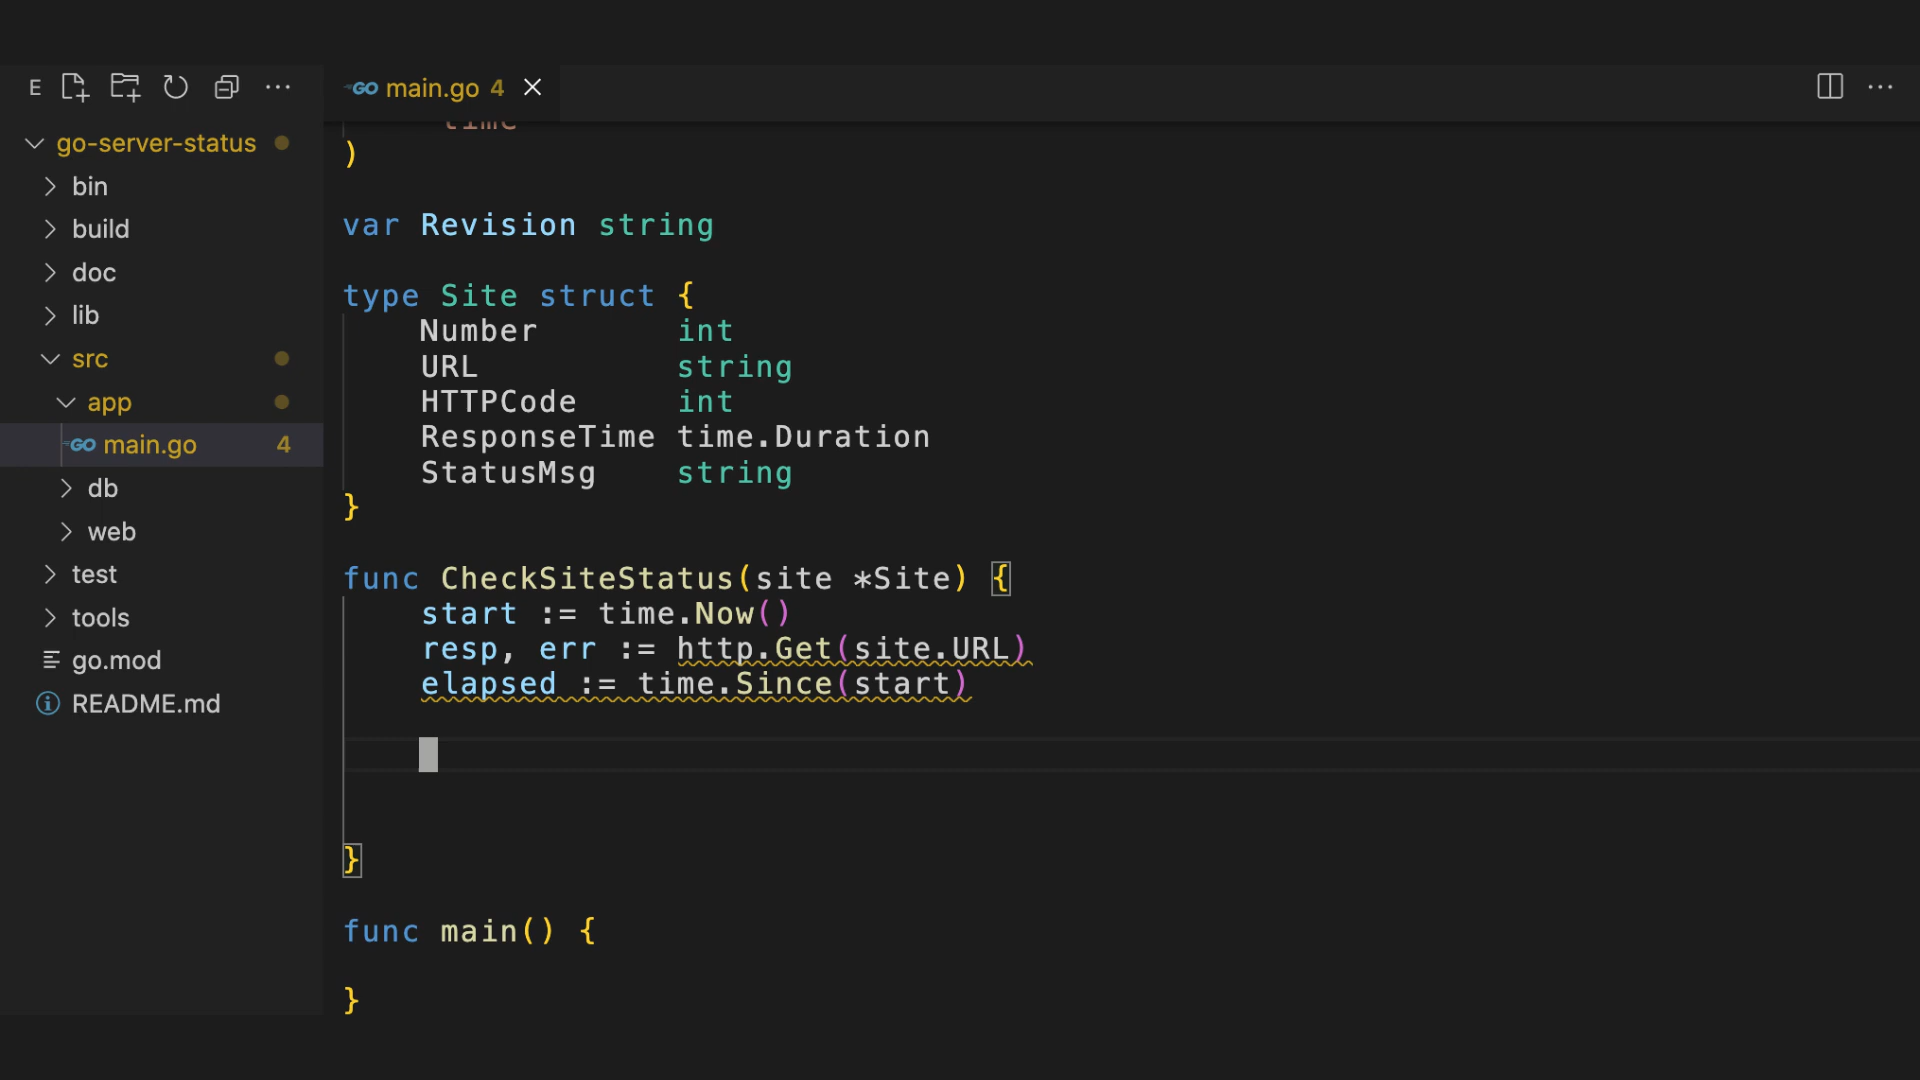 E
go-server-status
bin
build
doc
lib
src
app
GO main.go 4
db
web
test
tools
go.mod
README.md
GO main.go 4
time
)
var Revision string
type Site struct {
Number int
URL string
HTTPCode int
ResponseTime time.Duration
StatusMsg string
}
func CheckSiteStatus(site *Site) {
start := time.Now()
resp, err := http.Get(site.URL)
elapsed := time.Since(start)
}
func main() {
}